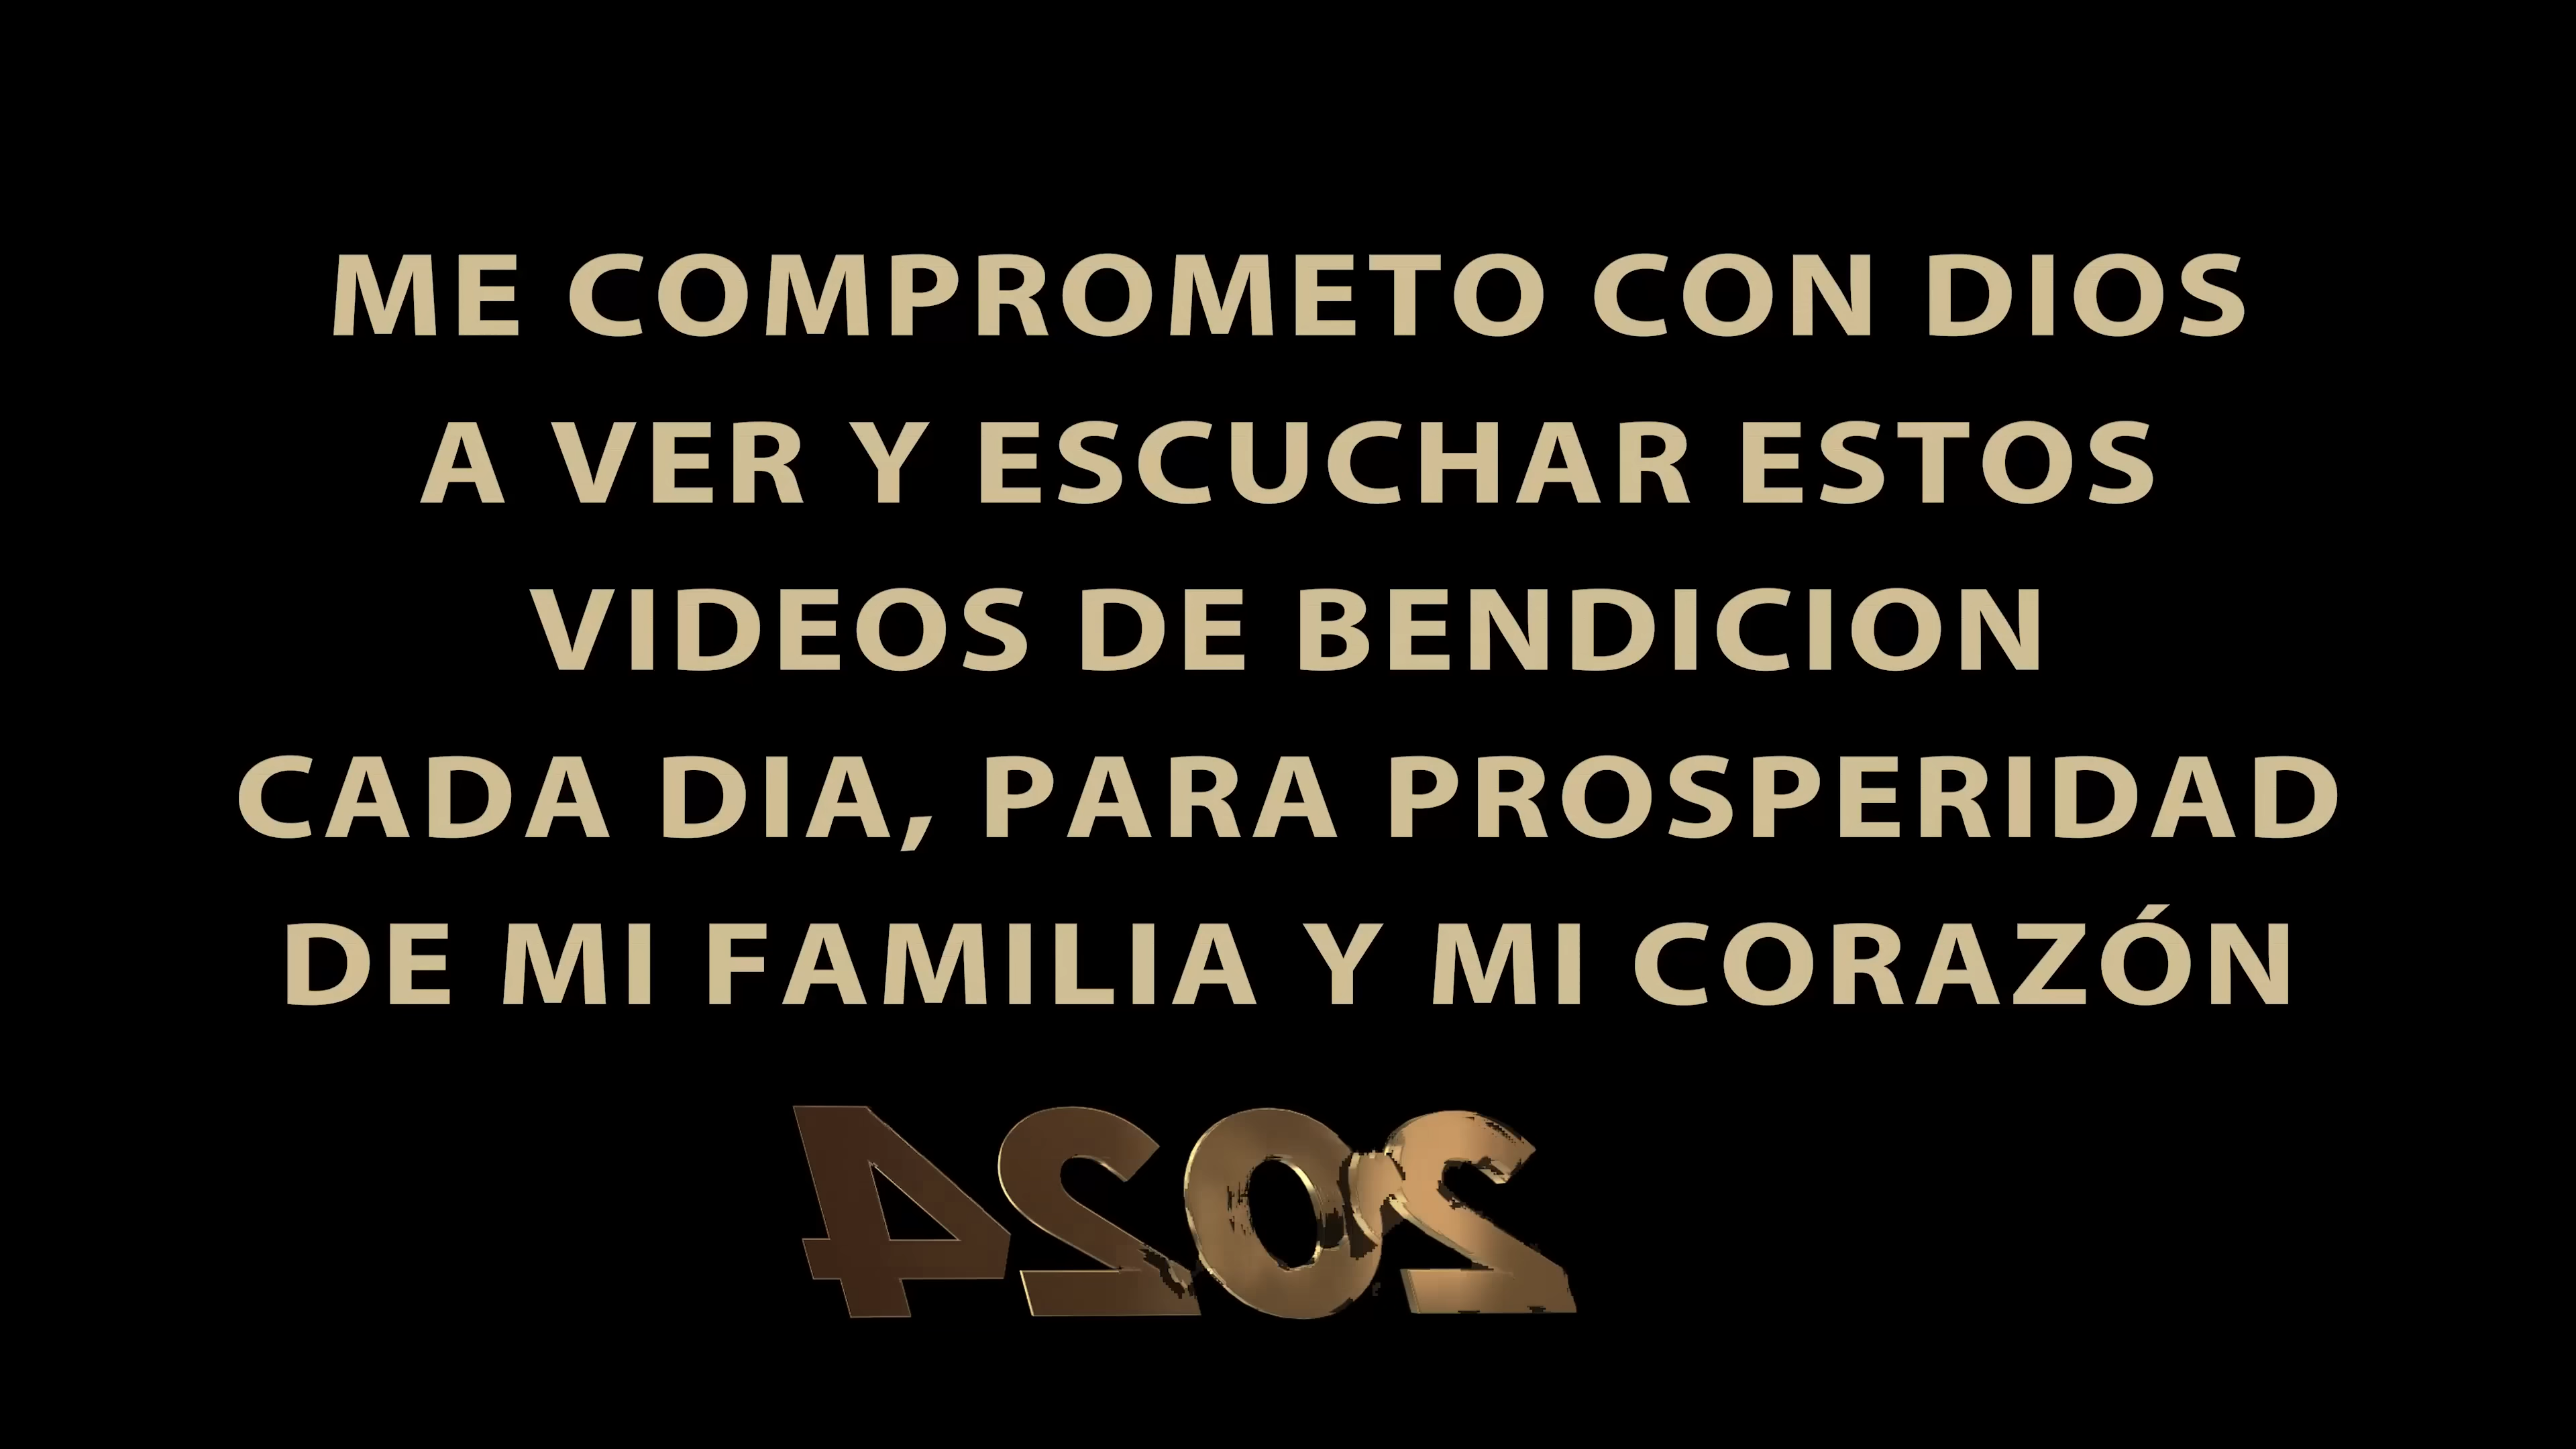 ME COMPROMETO CON DIOS
A VER Y ESCUCHAR ESTOS
VIDEOS DE BENDICION
CADA DIA, PARA PROSPERIDAD
DE MI FAMILIA Y MI CORAZÓN
2024